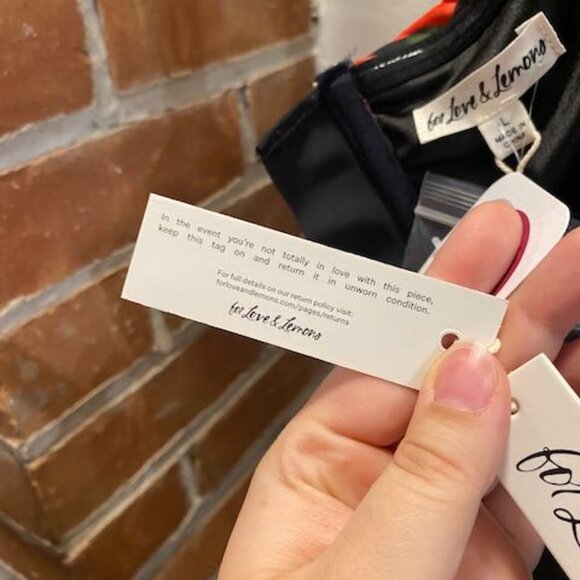 for Love & Lemons
L
MADE IN
CHINA
In the event you're not totally in love with this piece,
keep this tag on and return it in unworn condition.
For full details on our return policy visit:
forloveandlemons.com/pages/returns
for Love & Lemons
for